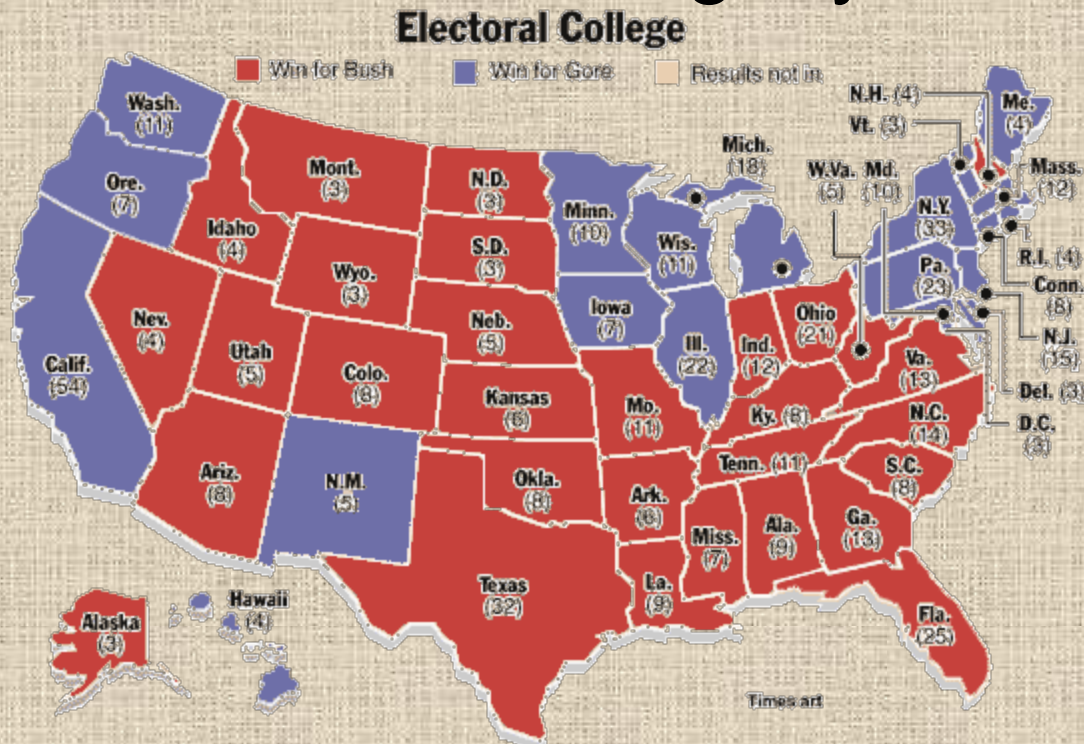 Electoral College
Win for Bush
Win for Gore
Results not in
N.H. (4)
Vt. (3)
W.Va.
(5)
Md.
(10)
Mich.
(18)
Me.
(4)
Mass.
(12)
R.I. (4)
Conn.
(8)
N.J.
(15)
Del. (3)
D.C.
(3)
Wash.
(11)
Ore.
(7)
Calif.
(54)
Idaho
(4)
Nev.
(4)
Mont.
(3)
Wyo.
(3)
Utah
(5)
Colo.
(8)
Ariz.
(8)
N.M.
(5)
N.D.
(3)
S.D.
(3)
Neb.
(5)
Kansas
(6)
Okla.
(8)
Texas
(32)
Minn.
(10)
Iowa
(7)
Mo.
(11)
Ark.
(6)
La.
(9)
Wis.
(11)
Ill.
(22)
Ind.
(12)
Ohio
(21)
Ky. (8)
Tenn. (11)
Miss.
(7)
Ala.
(9)
Ga.
(13)
Fla.
(25)
S.C.
(8)
N.C.
(14)
Va.
(13)
Pa.
(23)
N.Y.
(33)
Alaska
(3)
Hawaii
(4)
Times art